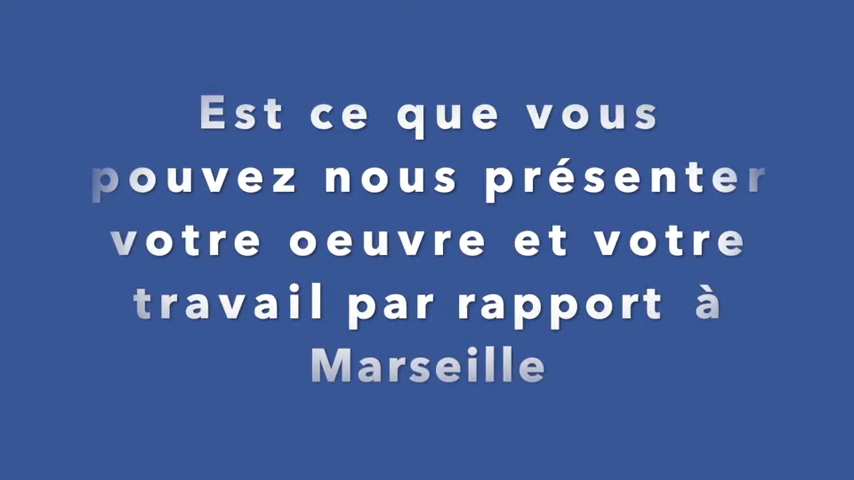 Est ce que vous
pouvez nous présenter
votre oeuvre et votre
travail par rapport à
Marseille